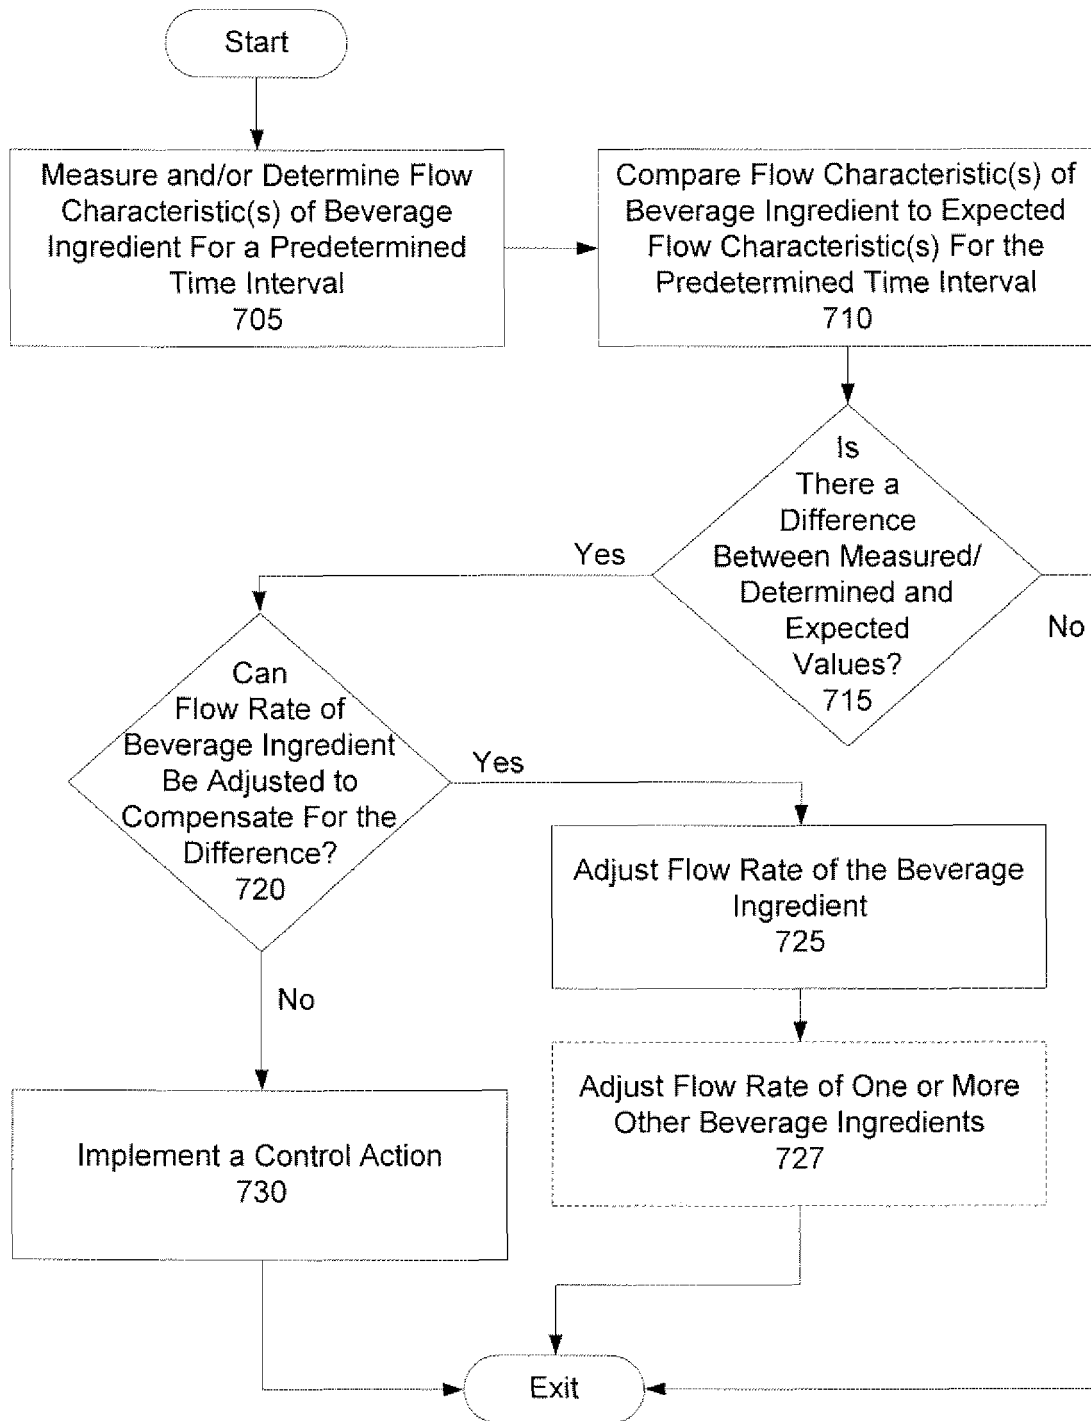 Start
Measure and/or Determine Flow
Characteristic(s) of Beverage
Ingredient For a Predetermined
Time Interval
705
Compare Flow Characteristic(s) of
Beverage Ingredient to Expected
Flow Characteristic(s) For the
Predetermined Time Interval
710
Is
There a
Difference
Between Measured/
Determined and
Expected
Values?
715
Yes
No
Can
Flow Rate of
Beverage Ingredient
Be Adjusted to
Compensate For the
Difference?
720
Yes
No
Adjust Flow Rate of the Beverage
Ingredient
725
Adjust Flow Rate of One or More
Other Beverage Ingredients
727
Implement a Control Action
730
Exit